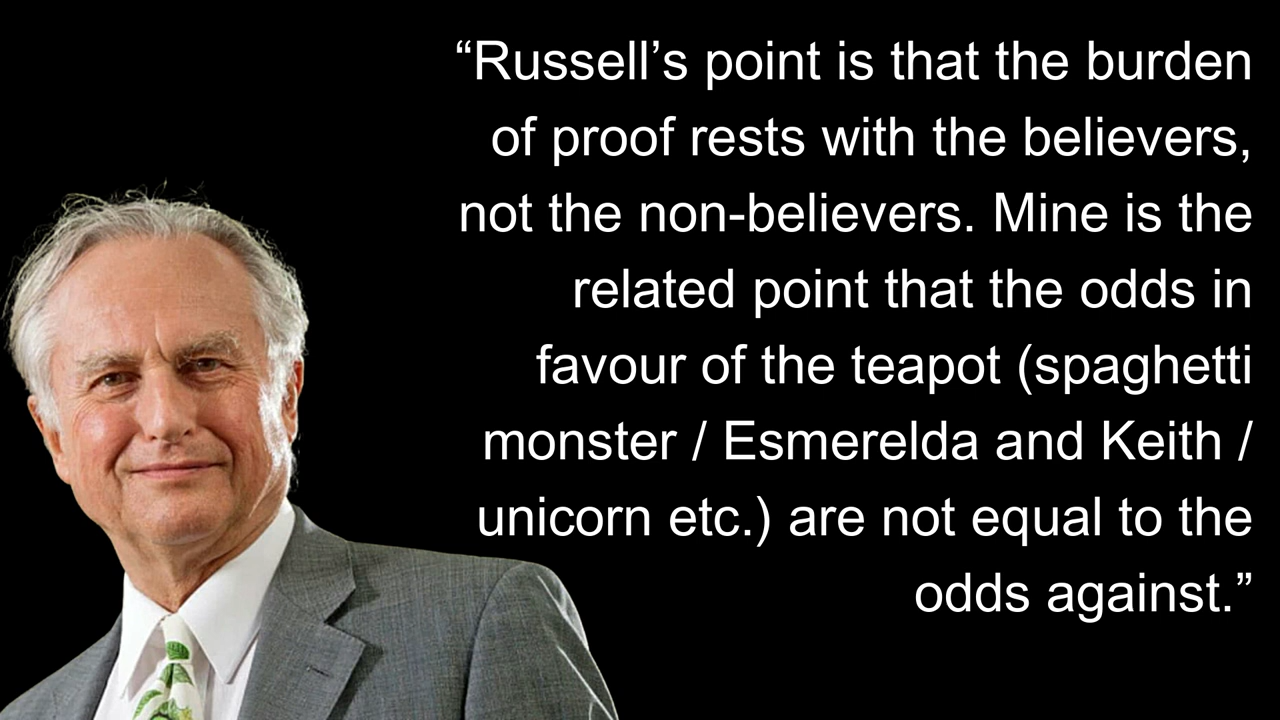 “Russell’s point is that the burden
of proof rests with the believers,
not the non-believers. Mine is the
related point that the odds in
favour of the teapot (spaghetti
monster / Esmerelda and Keith /
unicorn etc.) are not equal to the
odds against.”